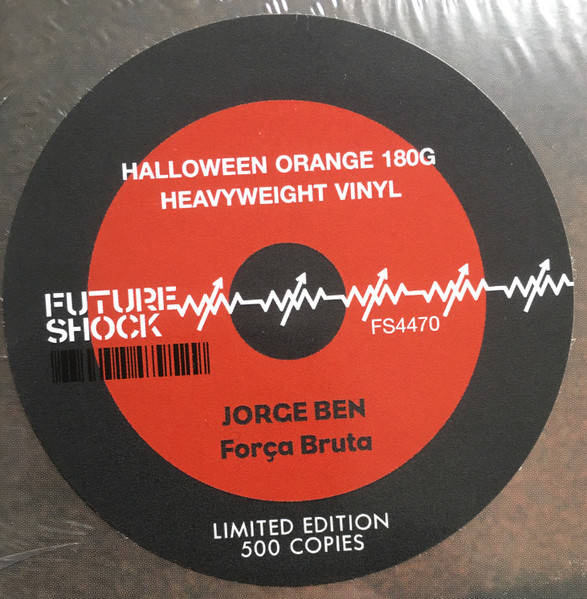 HALLOWEEN ORANGE 180G
HEAVYWEIGHT VINYL
FUTURE
SHOCK
FS4470
JORGE BEN
Força Bruta
LIMITED EDITION
500 COPIES